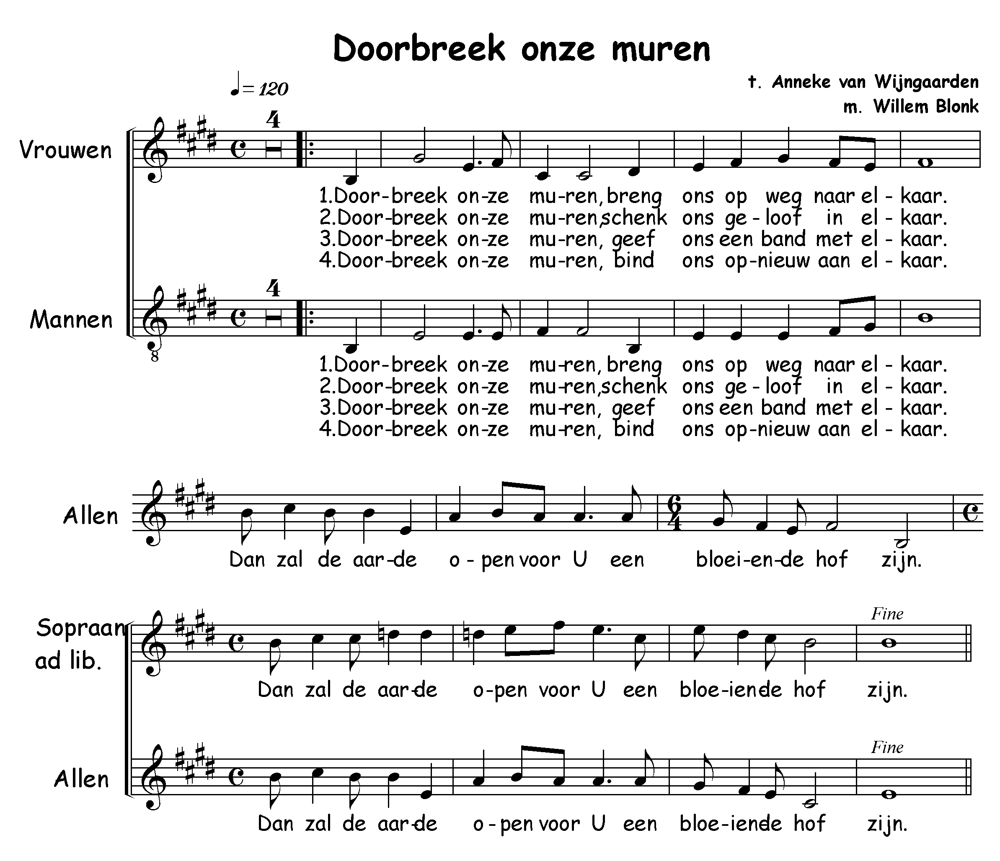 Doorbreek onze muren
t. Anneke van Wijngaarden
= 120
m. Willem Blonk
4
Vrouwen
1.Door-breek on-ze mu-ren, breng ons op weg naar el - kaar.
2.Door-breek on-ze mu-ren, schenk ons ge - loof in el - kaar.
3.Door-breek on-ze mu-ren, geef ons een band met el - kaar.
4.Door-breek on-ze mu-ren, bind ons op-nieuw aan el - kaar.
4
Mannen
8
1.Door-breek on-ze mu-ren, breng ons op weg naar el - kaar.
2.Door-breek on-ze mu-ren, schenk ons ge - loof in el - kaar.
3.Door-breek on-ze mu-ren, geef ons een band met el - kaar.
4.Door-breek on-ze mu-ren, bind ons op-nieuw aan el - kaar.
6
4
Allen
Dan zal de aar-de o - pen voor U een bloei-en-de hof zijn.
Fine
Sopraan
ad lib.
Dan zal de aar-de o-pen voor U een bloe-ien-de hof zijn.
Fine
Allen
Dan zal de aar-de o - pen voor U een bloe-ien-de hof zijn.